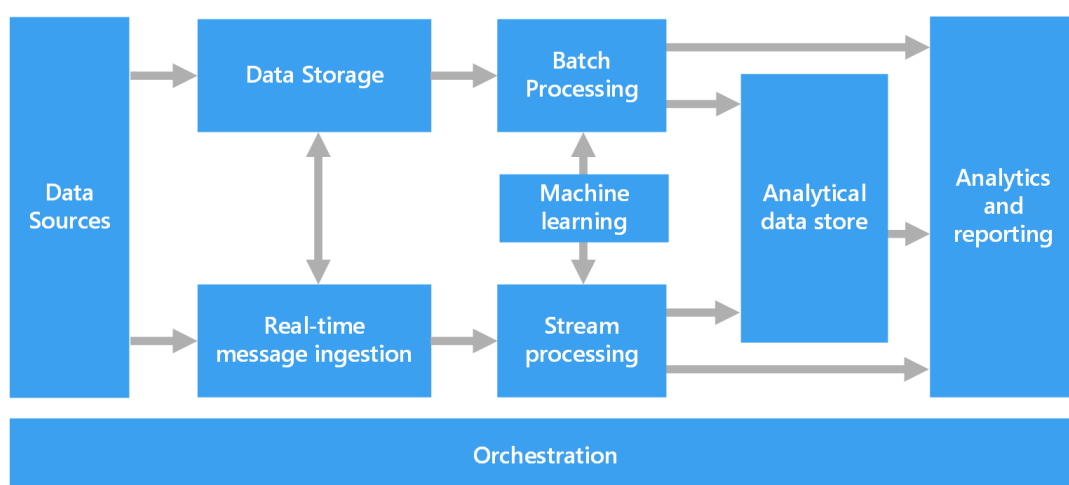 Data
Sources
Data Storage
Real-time
message ingestion
Batch
Processing
Machine
learning
Stream
processing
Analytical
data store
Analytics
and
reporting
Orchestration